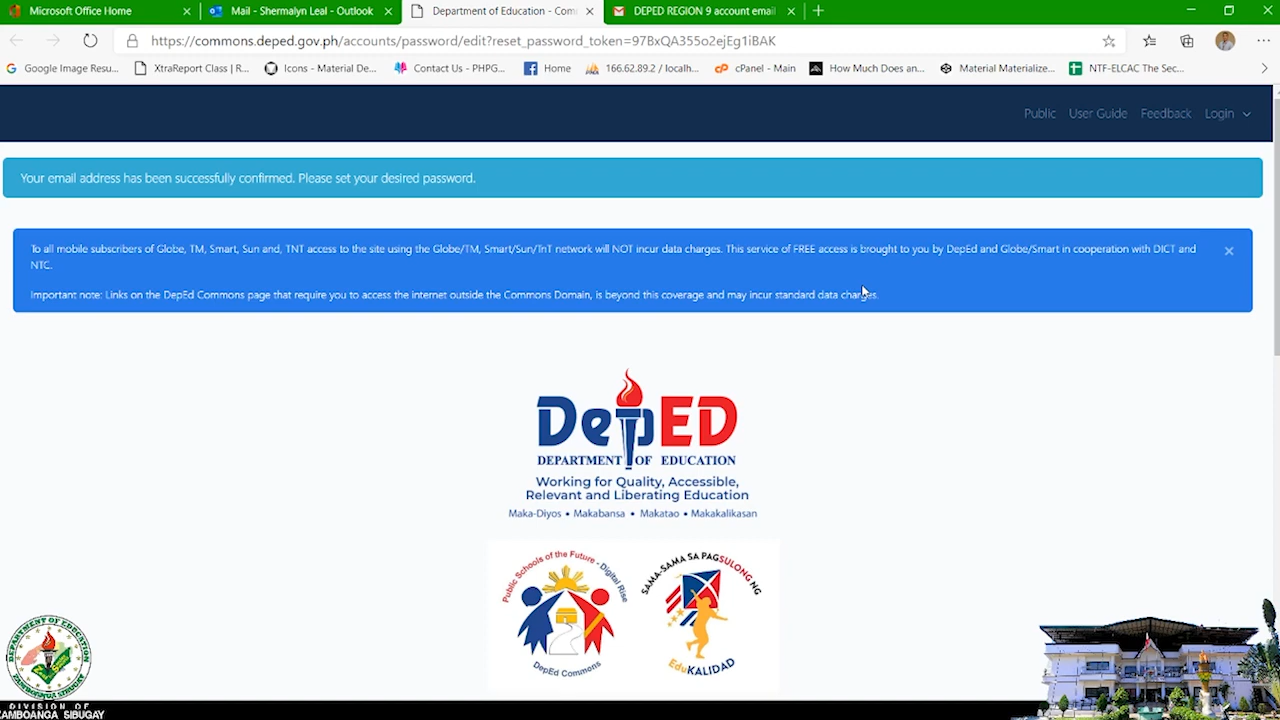 Microsoft Office Home
Mail - Shermalyn Leal - Outlook
Department of Education - Com
DEPED REGION 9 account email
https://commons.deped.gov.ph/accounts/password/edit?reset_password_token=97BxQA355o2ejEg1iBAK
Google Image Resu...
XtraReport Class | R...
Icons - Material De...
Contact Us - PHPG...
Home
166.62.89.2 / localh...
cPanel - Main
How Much Does an...
Material Materialize...
NTF-ELCAC The Sec...
Public
User Guide
Feedback
Login
Your email address has been successfully confirmed. Please set your desired password.
To all mobile subscribers of Globe, TM, Smart, Sun and, TNT access to the site using the Globe/TM, Smart/Sun/TnT network will NOT incur data charges. This service of FREE access is brought to you by DepEd and Globe/Smart in cooperation with DICT and
NTC.
Important note: Links on the DepEd Commons page that require you to access the internet outside the Commons Domain, is beyond this coverage and may incur standard data charges.
DepED
DEPARTMENT OF EDUCATION
Working for Quality, Accessible,
Relevant and Liberating Education
Maka-Diyos • Makabansa • Makatao • Makakalikasan
Public Schools of the Future - Digital Rise
DepEd Commons
SAMA-SAMA SA PAGSULONG NG
EduKALIDAD
DEPARTMENT OF EDUCATION
ZAMBOANGA SIBUGAY
DIVISION OF
ZAMBOANGA SIBUGAY